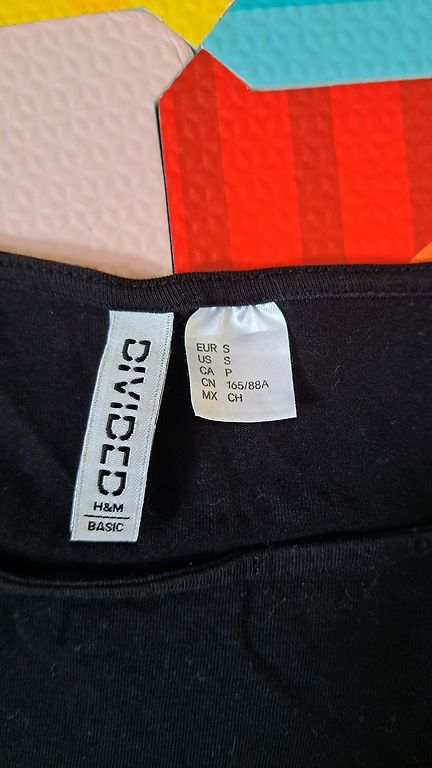 DIVIDED
H&M
BASIC
EUR S
US S
CA P
CN 165/88A
MX CH